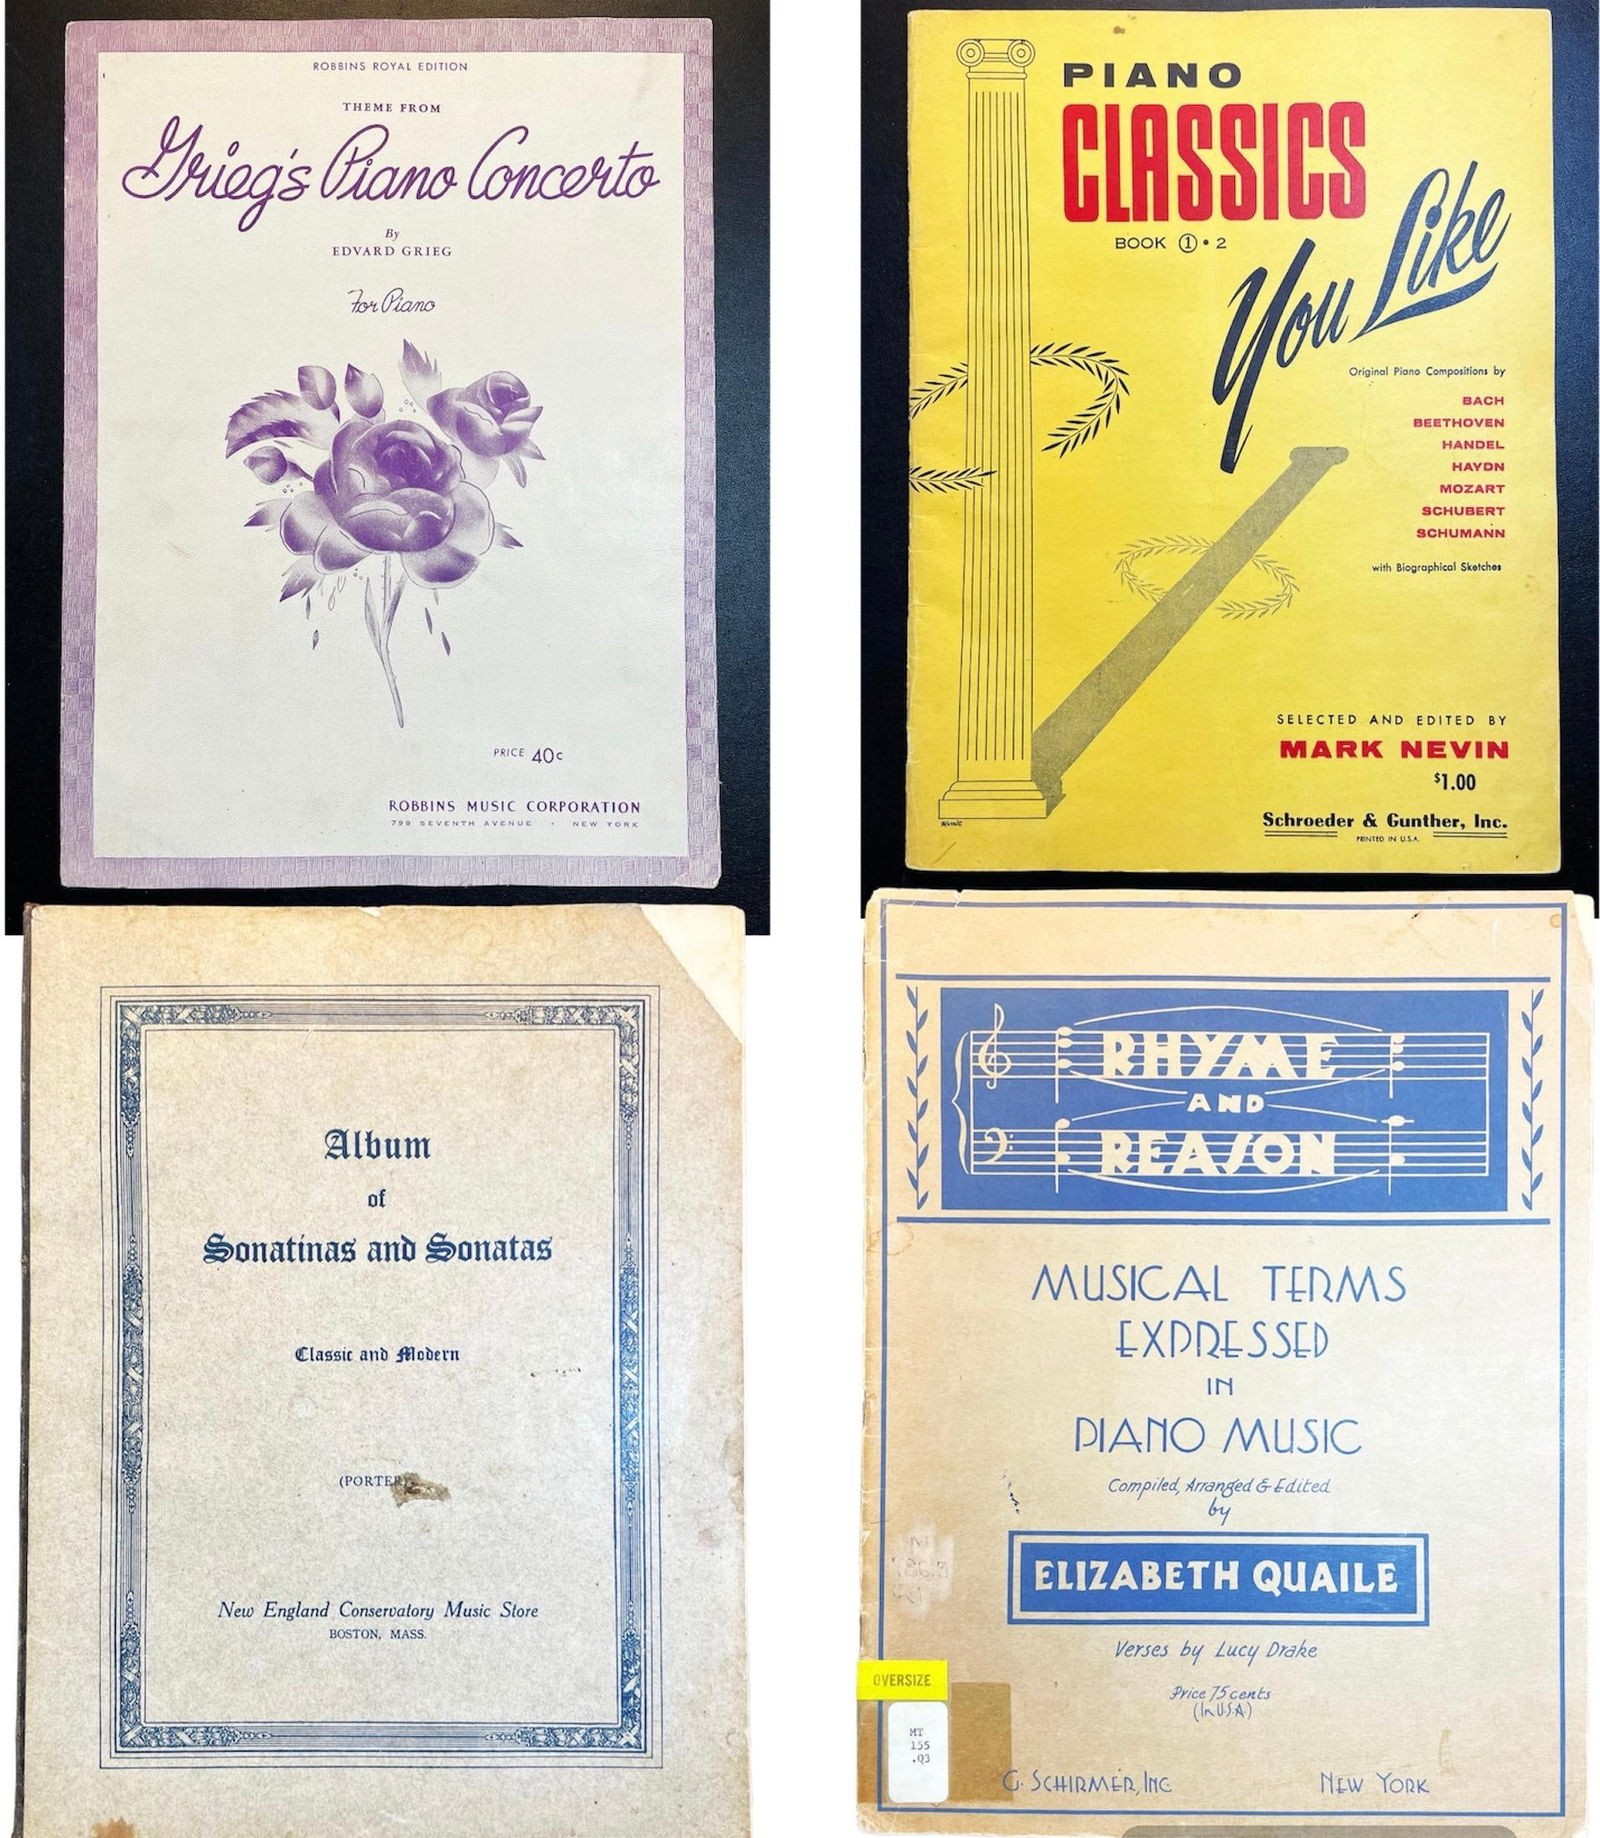 ROBBINS ROYAL EDITION
THEME FROM
Grieg's Piano Concerto
By
EDVARD GRIEG
For Piano
PRICE 40c
ROBBINS MUSIC CORPORATION
799 SEVENTH AVENUE • NEW YORK
PIANO
CLASSICS
BOOK 1 • 2
You Like
Original Piano Compositions by
BACH
BEETHOVEN
HANDEL
HAYDN
MOZART
SCHUBERT
SCHUMANN
with Biographical Sketches
SELECTED AND EDITED BY
MARK NEVIN
$1.00
Schroeder & Gunther, Inc.
PRINTED IN U.S.A.
Album
of
Sonatinas and Sonatas
Classic and Modern
(PORTER)
New England Conservatory Music Store
BOSTON, MASS.
RHYME
AND
REASON
MUSICAL TERMS
EXPRESSED
IN
PIANO MUSIC
Compiled, Arranged & Edited
by
ELIZABETH QUAILE
Verses by Lucy Drake
Price 75 cents
(In U.S.A.)
OVERSIZE
MT
155
.Q3
G. SCHIRMER, INC.
NEW YORK